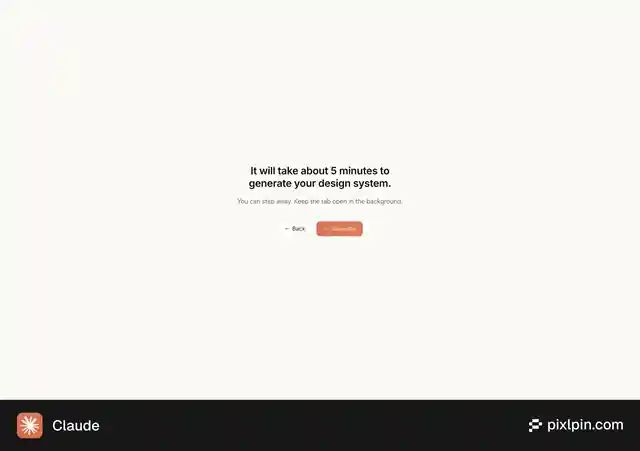 It will take about 5 minutes to
generate your design system.
You can step away. Keep the tab open in the background.
← Back
Claude
pixlpin.com